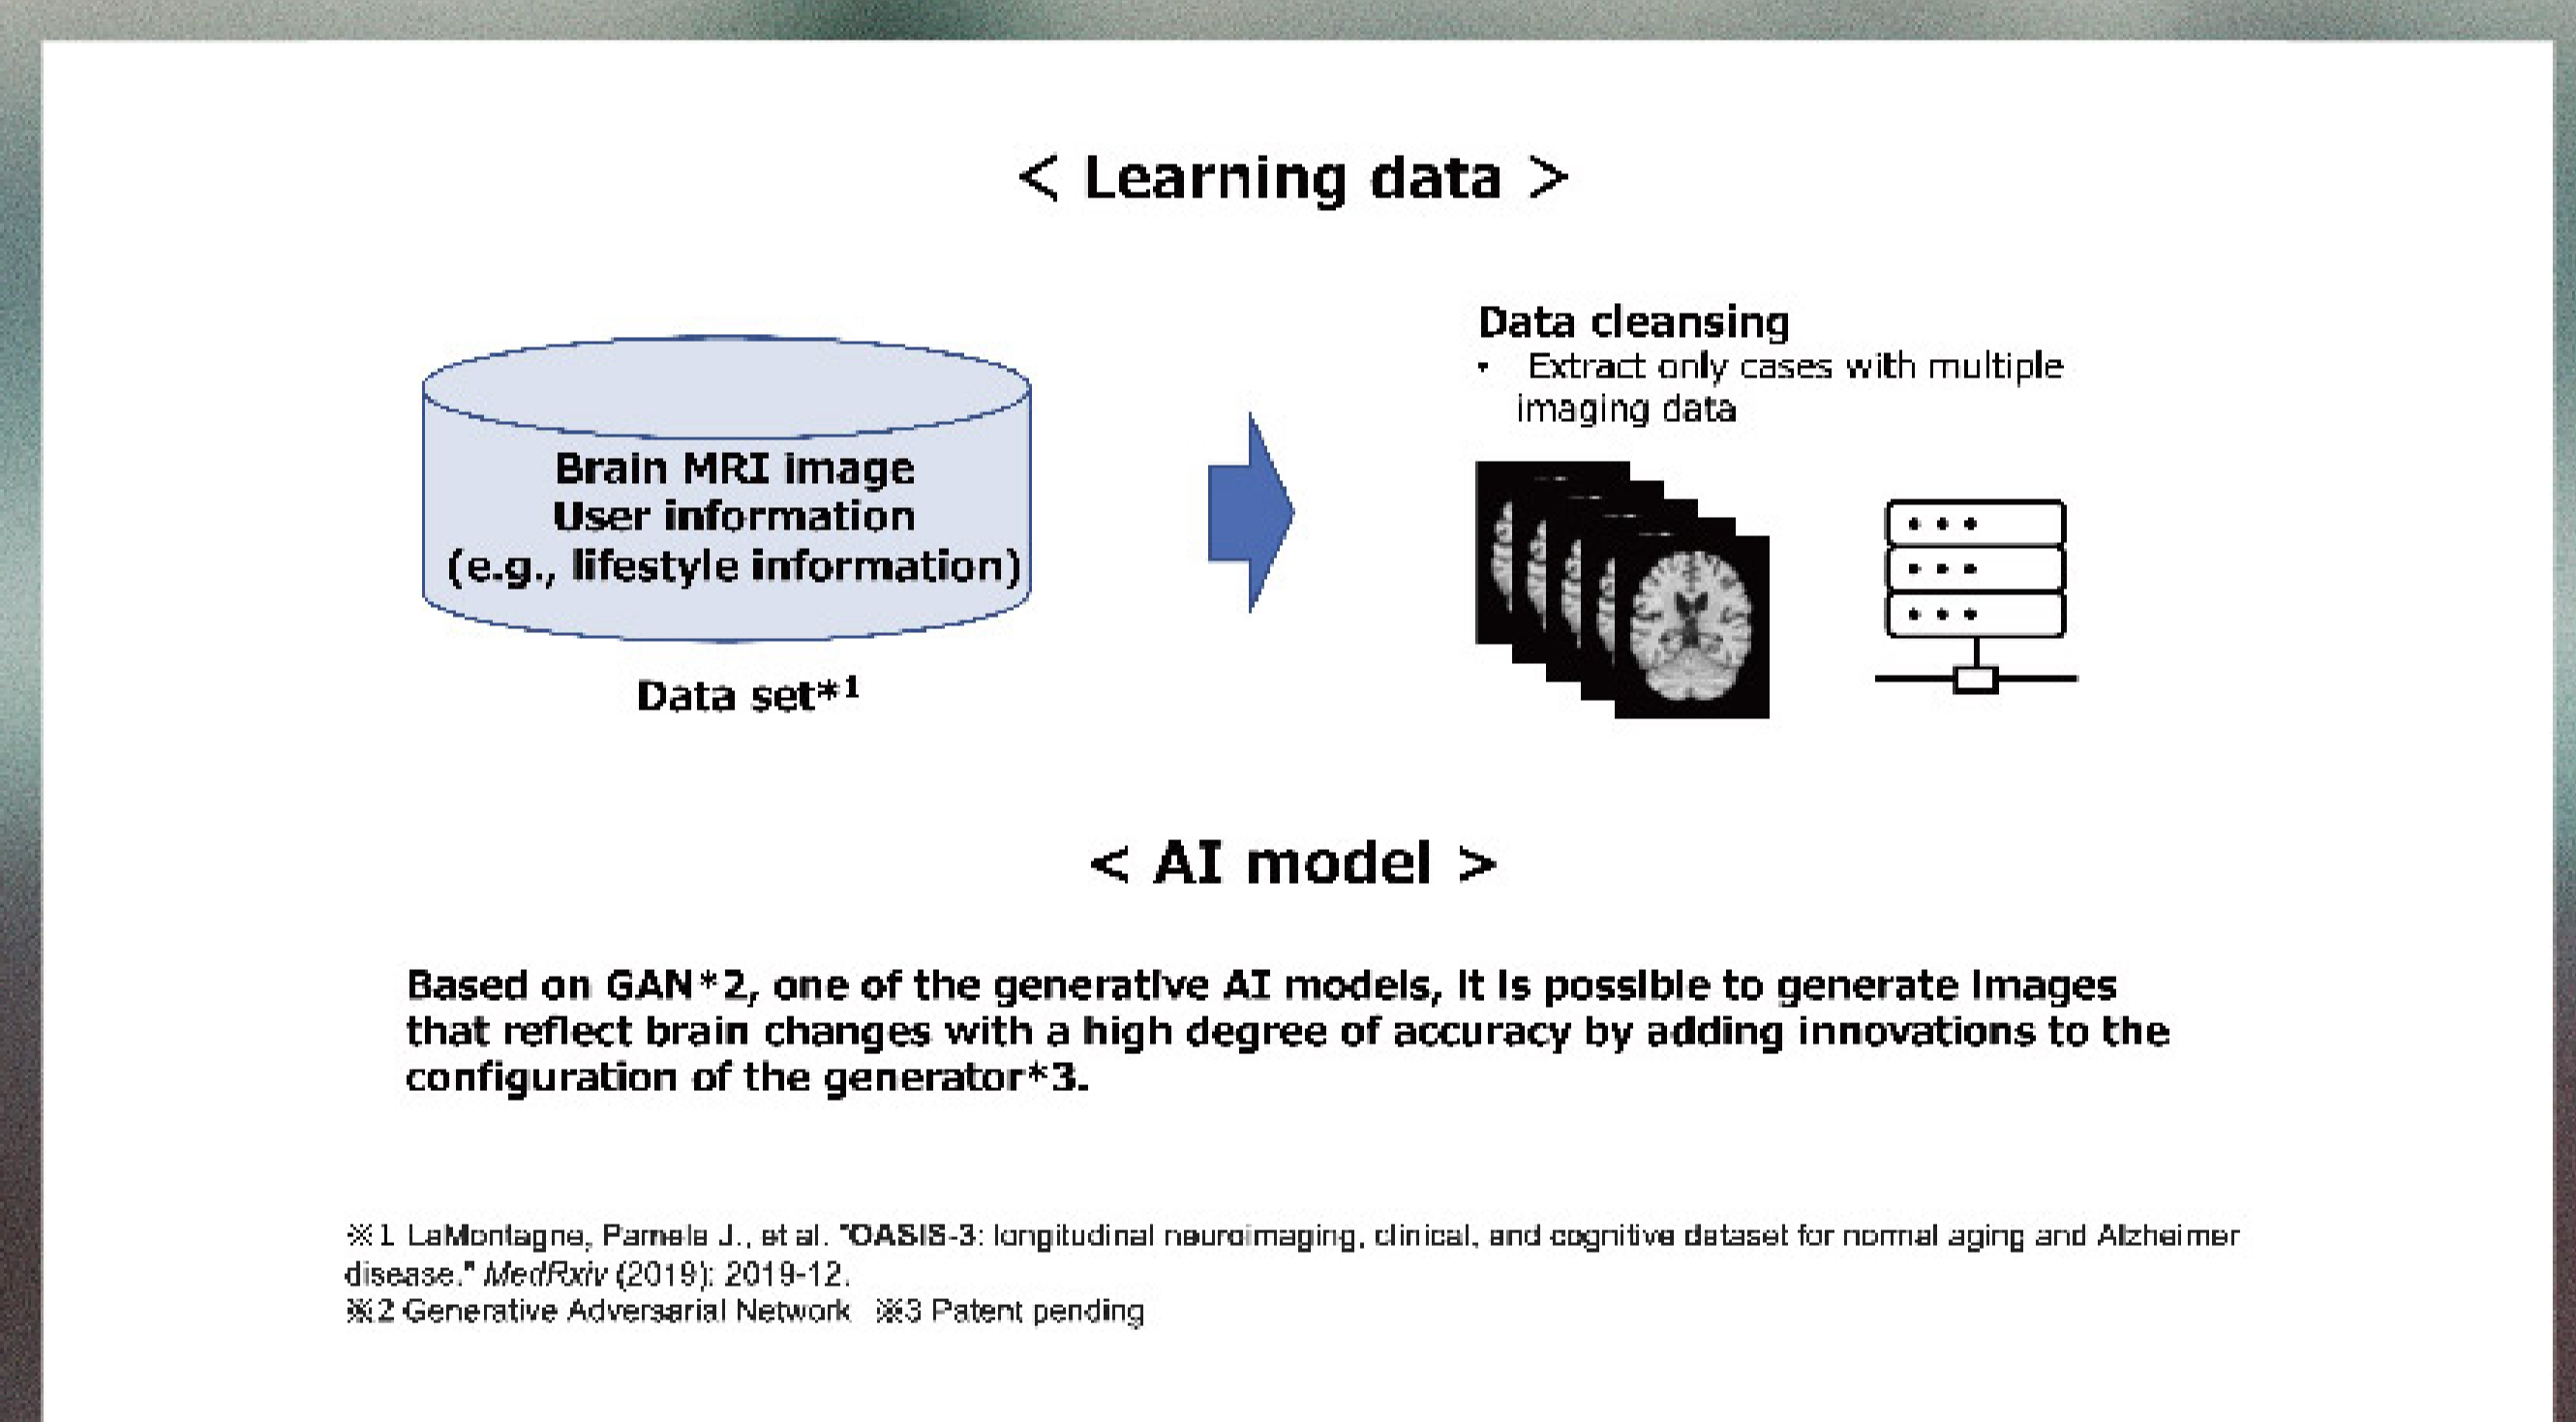 < Learning data >
Data cleansing
• Extract only cases with multiple
imaging data
Brain MRI image
User information
(e.g., lifestyle information)
Data set*1
< AI model >
Based on GAN*2, one of the generative AI models, it is possible to generate images
that reflect brain changes with a high degree of accuracy by adding innovations to the
configuration of the generator*3.
※1 LaMontagne, Pamela J., et al. "OASIS-3: longitudinal neuroimaging, clinical, and cognitive dataset for normal aging and Alzheimer
disease." MedRxiv (2019): 2019-12.
※2 Generative Adversarial Network ※3 Patent pending